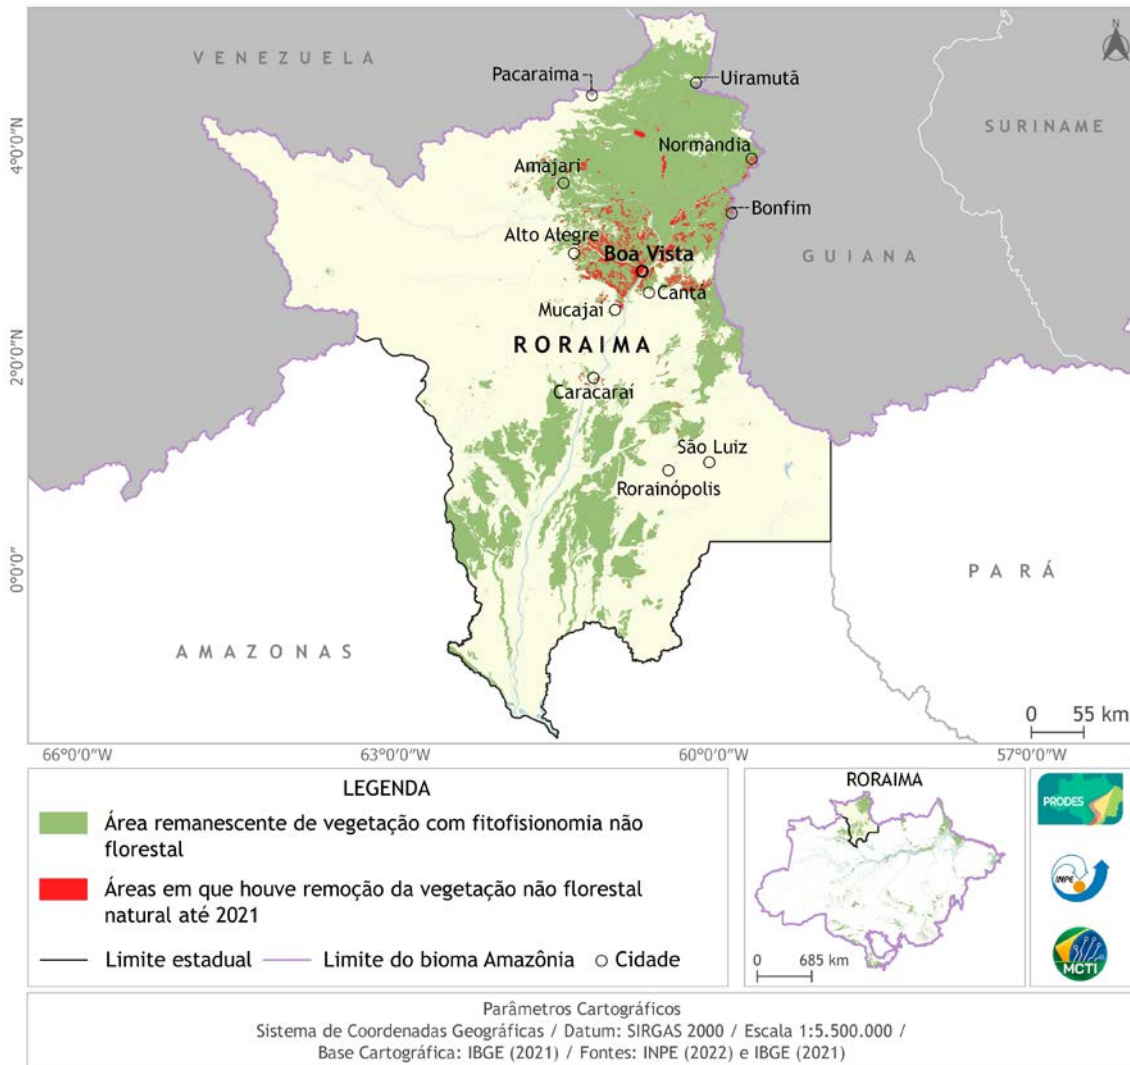 N
VENEZUELA
Pacaraima
Uiramutã
SURINAME
4°0'0"N
Normandia
Amajari
Bonfim
Alto Alegre
Boa Vista
GUIANA
Cantá
Mucajaí
2°0'0"N
RORAIMA
Caracaraí
São Luiz
Rorainópolis
0°0'0"
PARÁ
AMAZONAS
0 55 km
66°0'0"W 63°0'0"W 60°0'0"W 57°0'0"W
LEGENDA
Área remanescente de vegetação com fitofisionomia não
florestal
Áreas em que houve remoção da vegetação não florestal
natural até 2021
Limite estadual Limite do bioma Amazônia Cidade
RORAIMA
0 685 km
PRODES
INPE
MCTI
Parâmetros Cartográficos
Sistema de Coordenadas Geográficas / Datum: SIRGAS 2000 / Escala 1:5.500.000 /
Base Cartográfica: IBGE (2021) / Fontes: INPE (2022) e IBGE (2021)